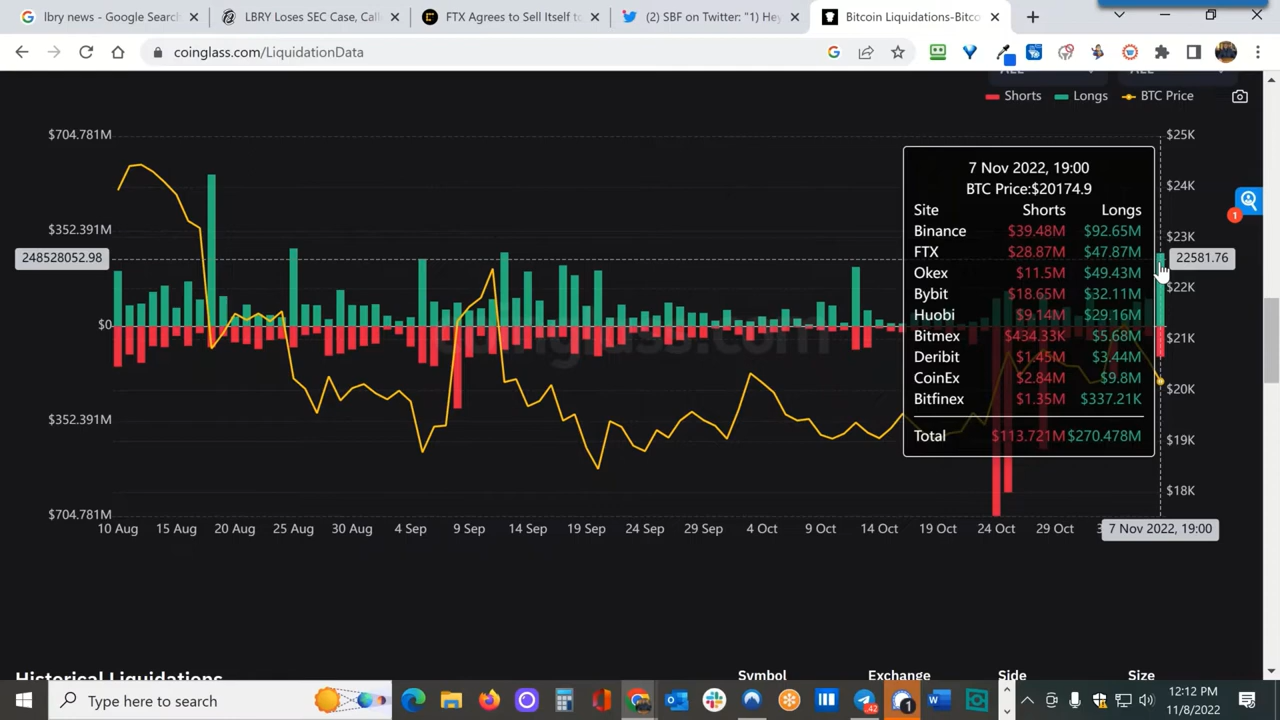 lbry news - Google Search
LBRY Loses SEC Case, Call
FTX Agrees to Sell Itself to
(2) SBF on Twitter: "1) Hey
Bitcoin Liquidations-Bitco
coinglass.com/LiquidationData
ALL ALL
Shorts Longs BTC Price
$704.781M
$352.391M
248528052.98
$0
$352.391M
$704.781M
$25K
$24K
$23K
22581.76
$22K
$21K
$20K
$19K
$18K
1
coinglass.com
7 Nov 2022, 19:00
BTC Price:$20174.9
Site Shorts Longs
Binance $39.48M $92.65M
FTX $28.87M $47.87M
Okex $11.5M $49.43M
Bybit $18.65M $32.11M
Huobi $9.14M $29.16M
Bitmex $434.33K $5.68M
Deribit $1.45M $3.44M
CoinEx $2.84M $9.8M
Bitfinex $1.35M $337.21K
Total $113.721M $270.478M
10 Aug 15 Aug 20 Aug 25 Aug 30 Aug 4 Sep 9 Sep 14 Sep 19 Sep 24 Sep 29 Sep 4 Oct 9 Oct 14 Oct 19 Oct 24 Oct 29 Oct 7 Nov 2022, 19:00
Historical Liquidations
Symbol Exchange Side Size
Type here to search
42
1
12:12 PM
11/8/2022